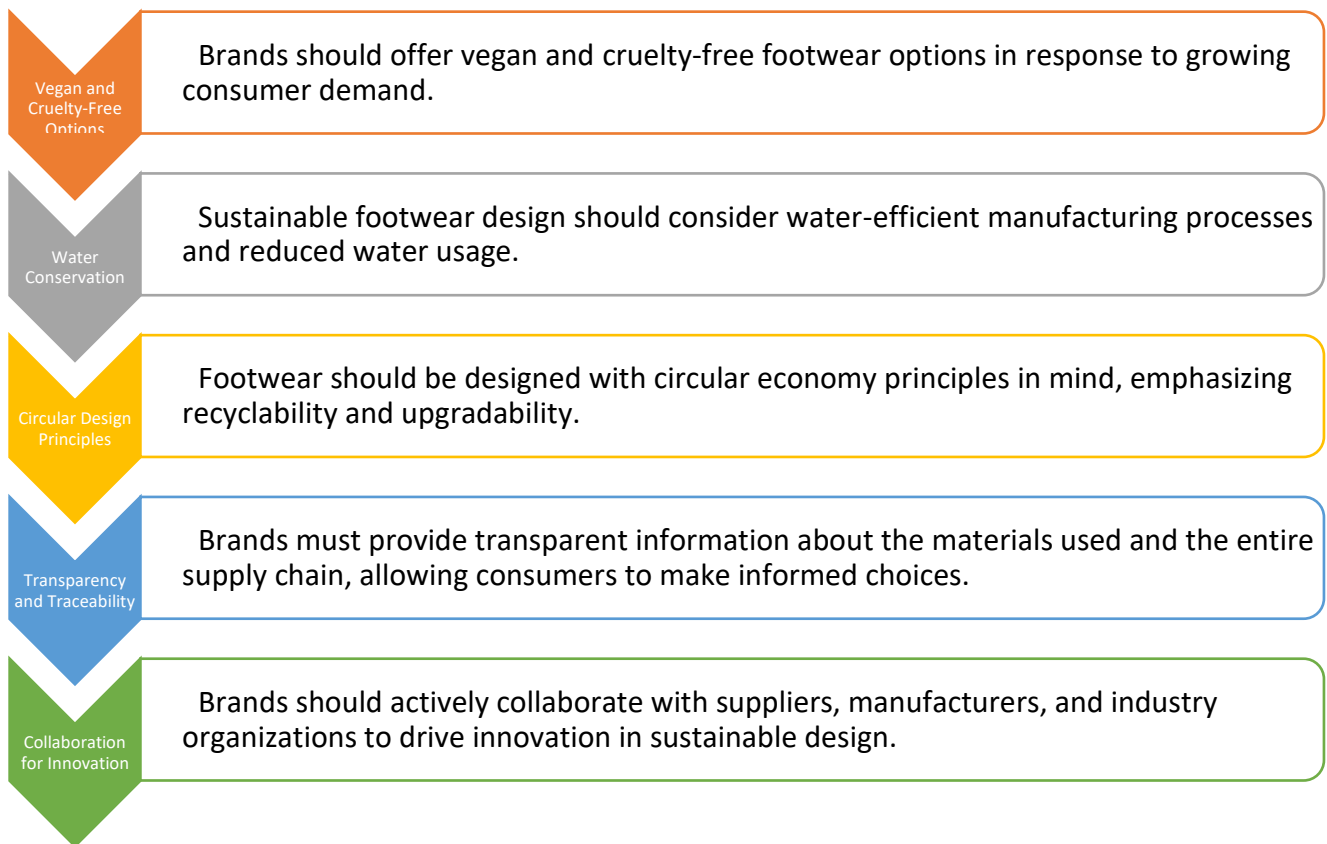 Vegan and
Cruelty-Free
Options
Brands should offer vegan and cruelty-free footwear options in response to growing
consumer demand.
Water
Conservation
Sustainable footwear design should consider water-efficient manufacturing processes
and reduced water usage.
Circular Design
Principles
Footwear should be designed with circular economy principles in mind, emphasizing
recyclability and upgradability.
Transparency
and Traceability
Brands must provide transparent information about the materials used and the entire
supply chain, allowing consumers to make informed choices.
Collaboration
for Innovation
Brands should actively collaborate with suppliers, manufacturers, and industry
organizations to drive innovation in sustainable design.